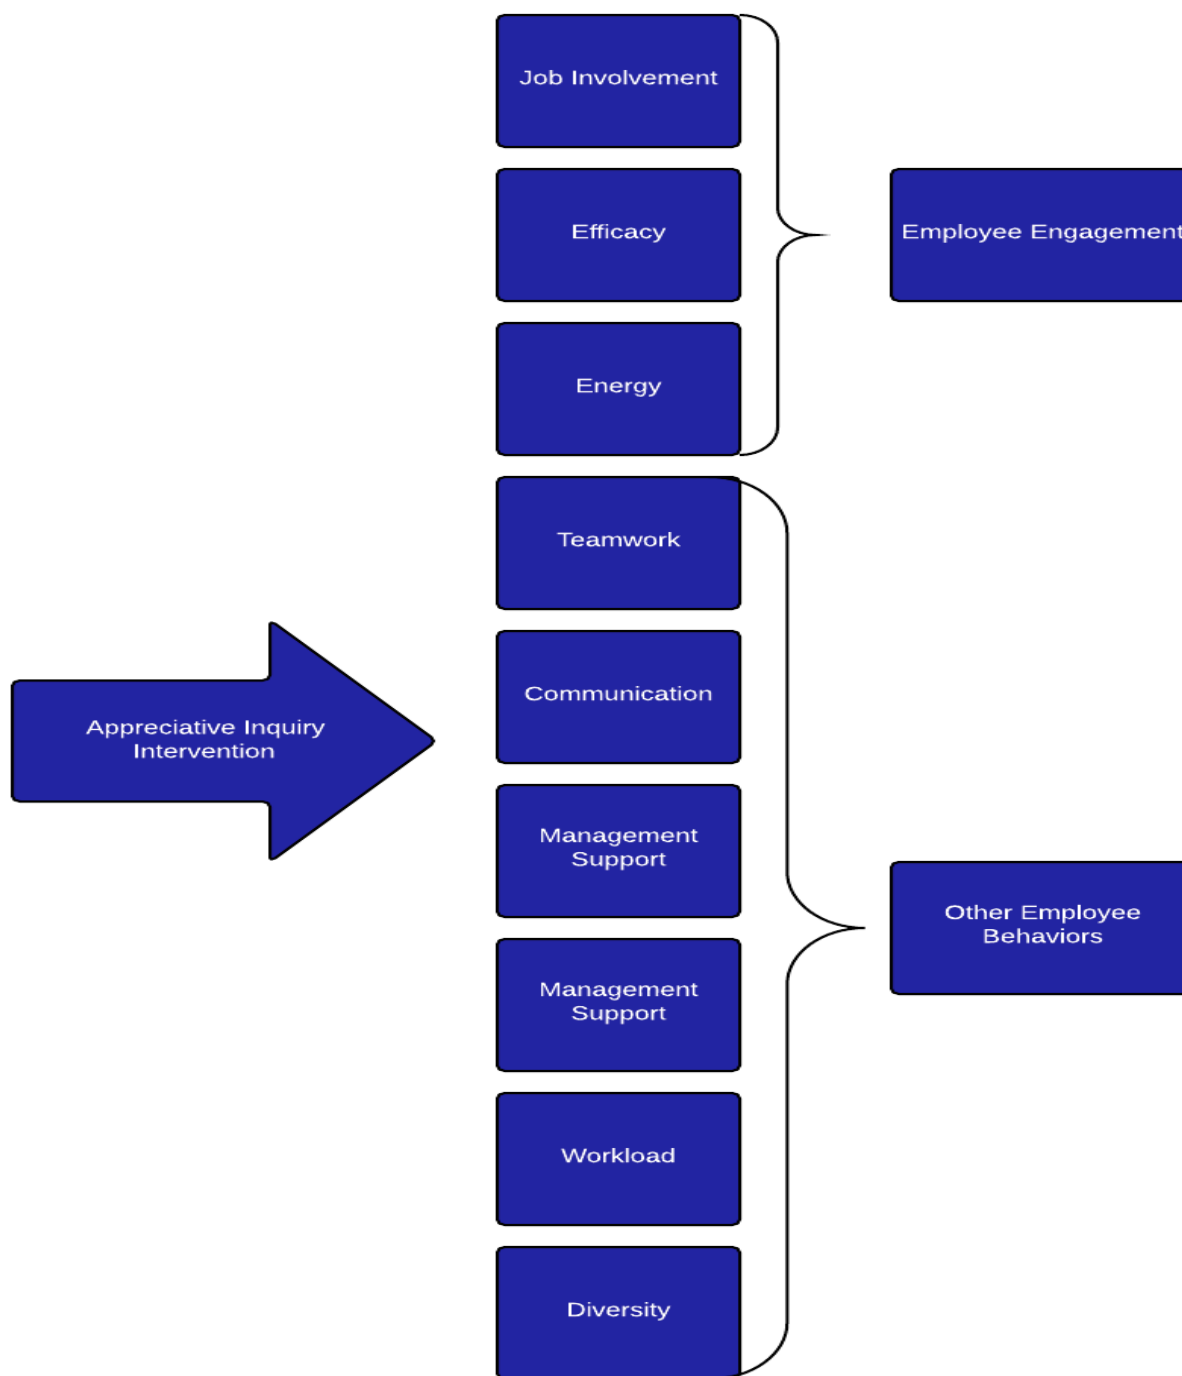 Job Involvement
Efficacy
Employee Engagement
Energy
Teamwork
Communication
Appreciative Inquiry
Intervention
Management
Support
Other Employee
Behaviors
Management
Support
Workload
Diversity